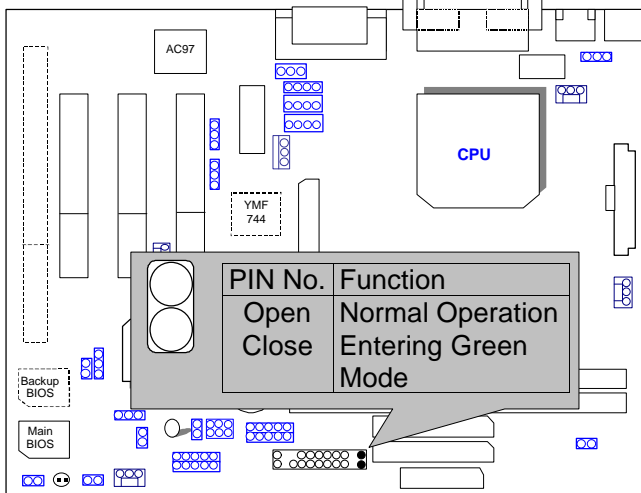 AC97
CPU
YMF
744
PIN No. Function
Open Normal Operation
Close Entering Green
Mode
Backup
BIOS
Main
BIOS